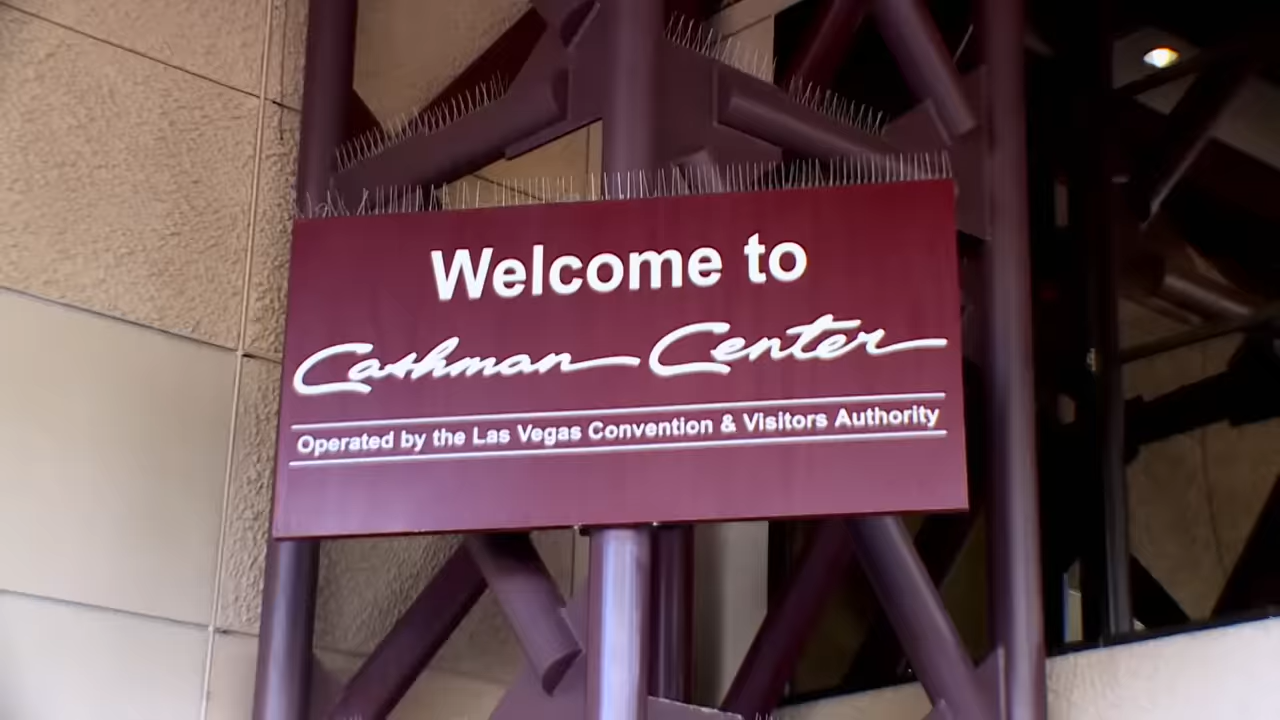 Welcome to
Cashman Center
Operated by the Las Vegas Convention & Visitors Authority